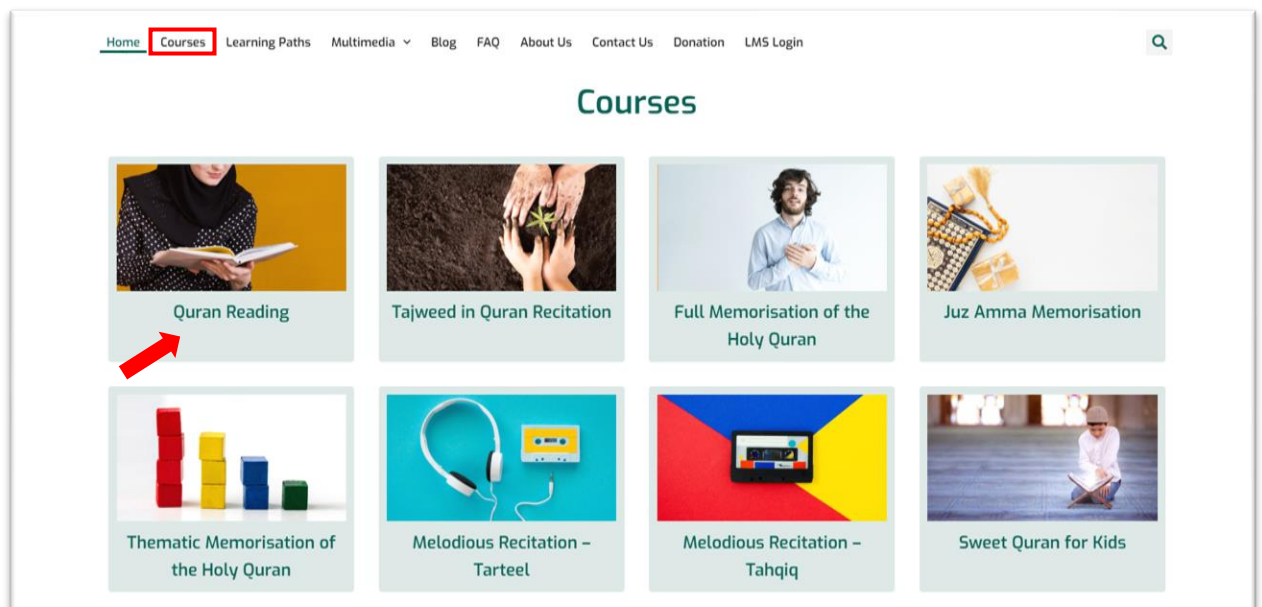 Home Courses Learning Paths Multimedia Blog FAQ About Us Contact Us Donation LMS Login
Courses
Quran Reading
Tajweed in Quran Recitation
Full Memorisation of the
Holy Quran
Juz Amma Memorisation
Thematic Memorisation of
the Holy Quran
Melodious Recitation –
Tarteel
Melodious Recitation –
Tahqiq
Sweet Quran for Kids